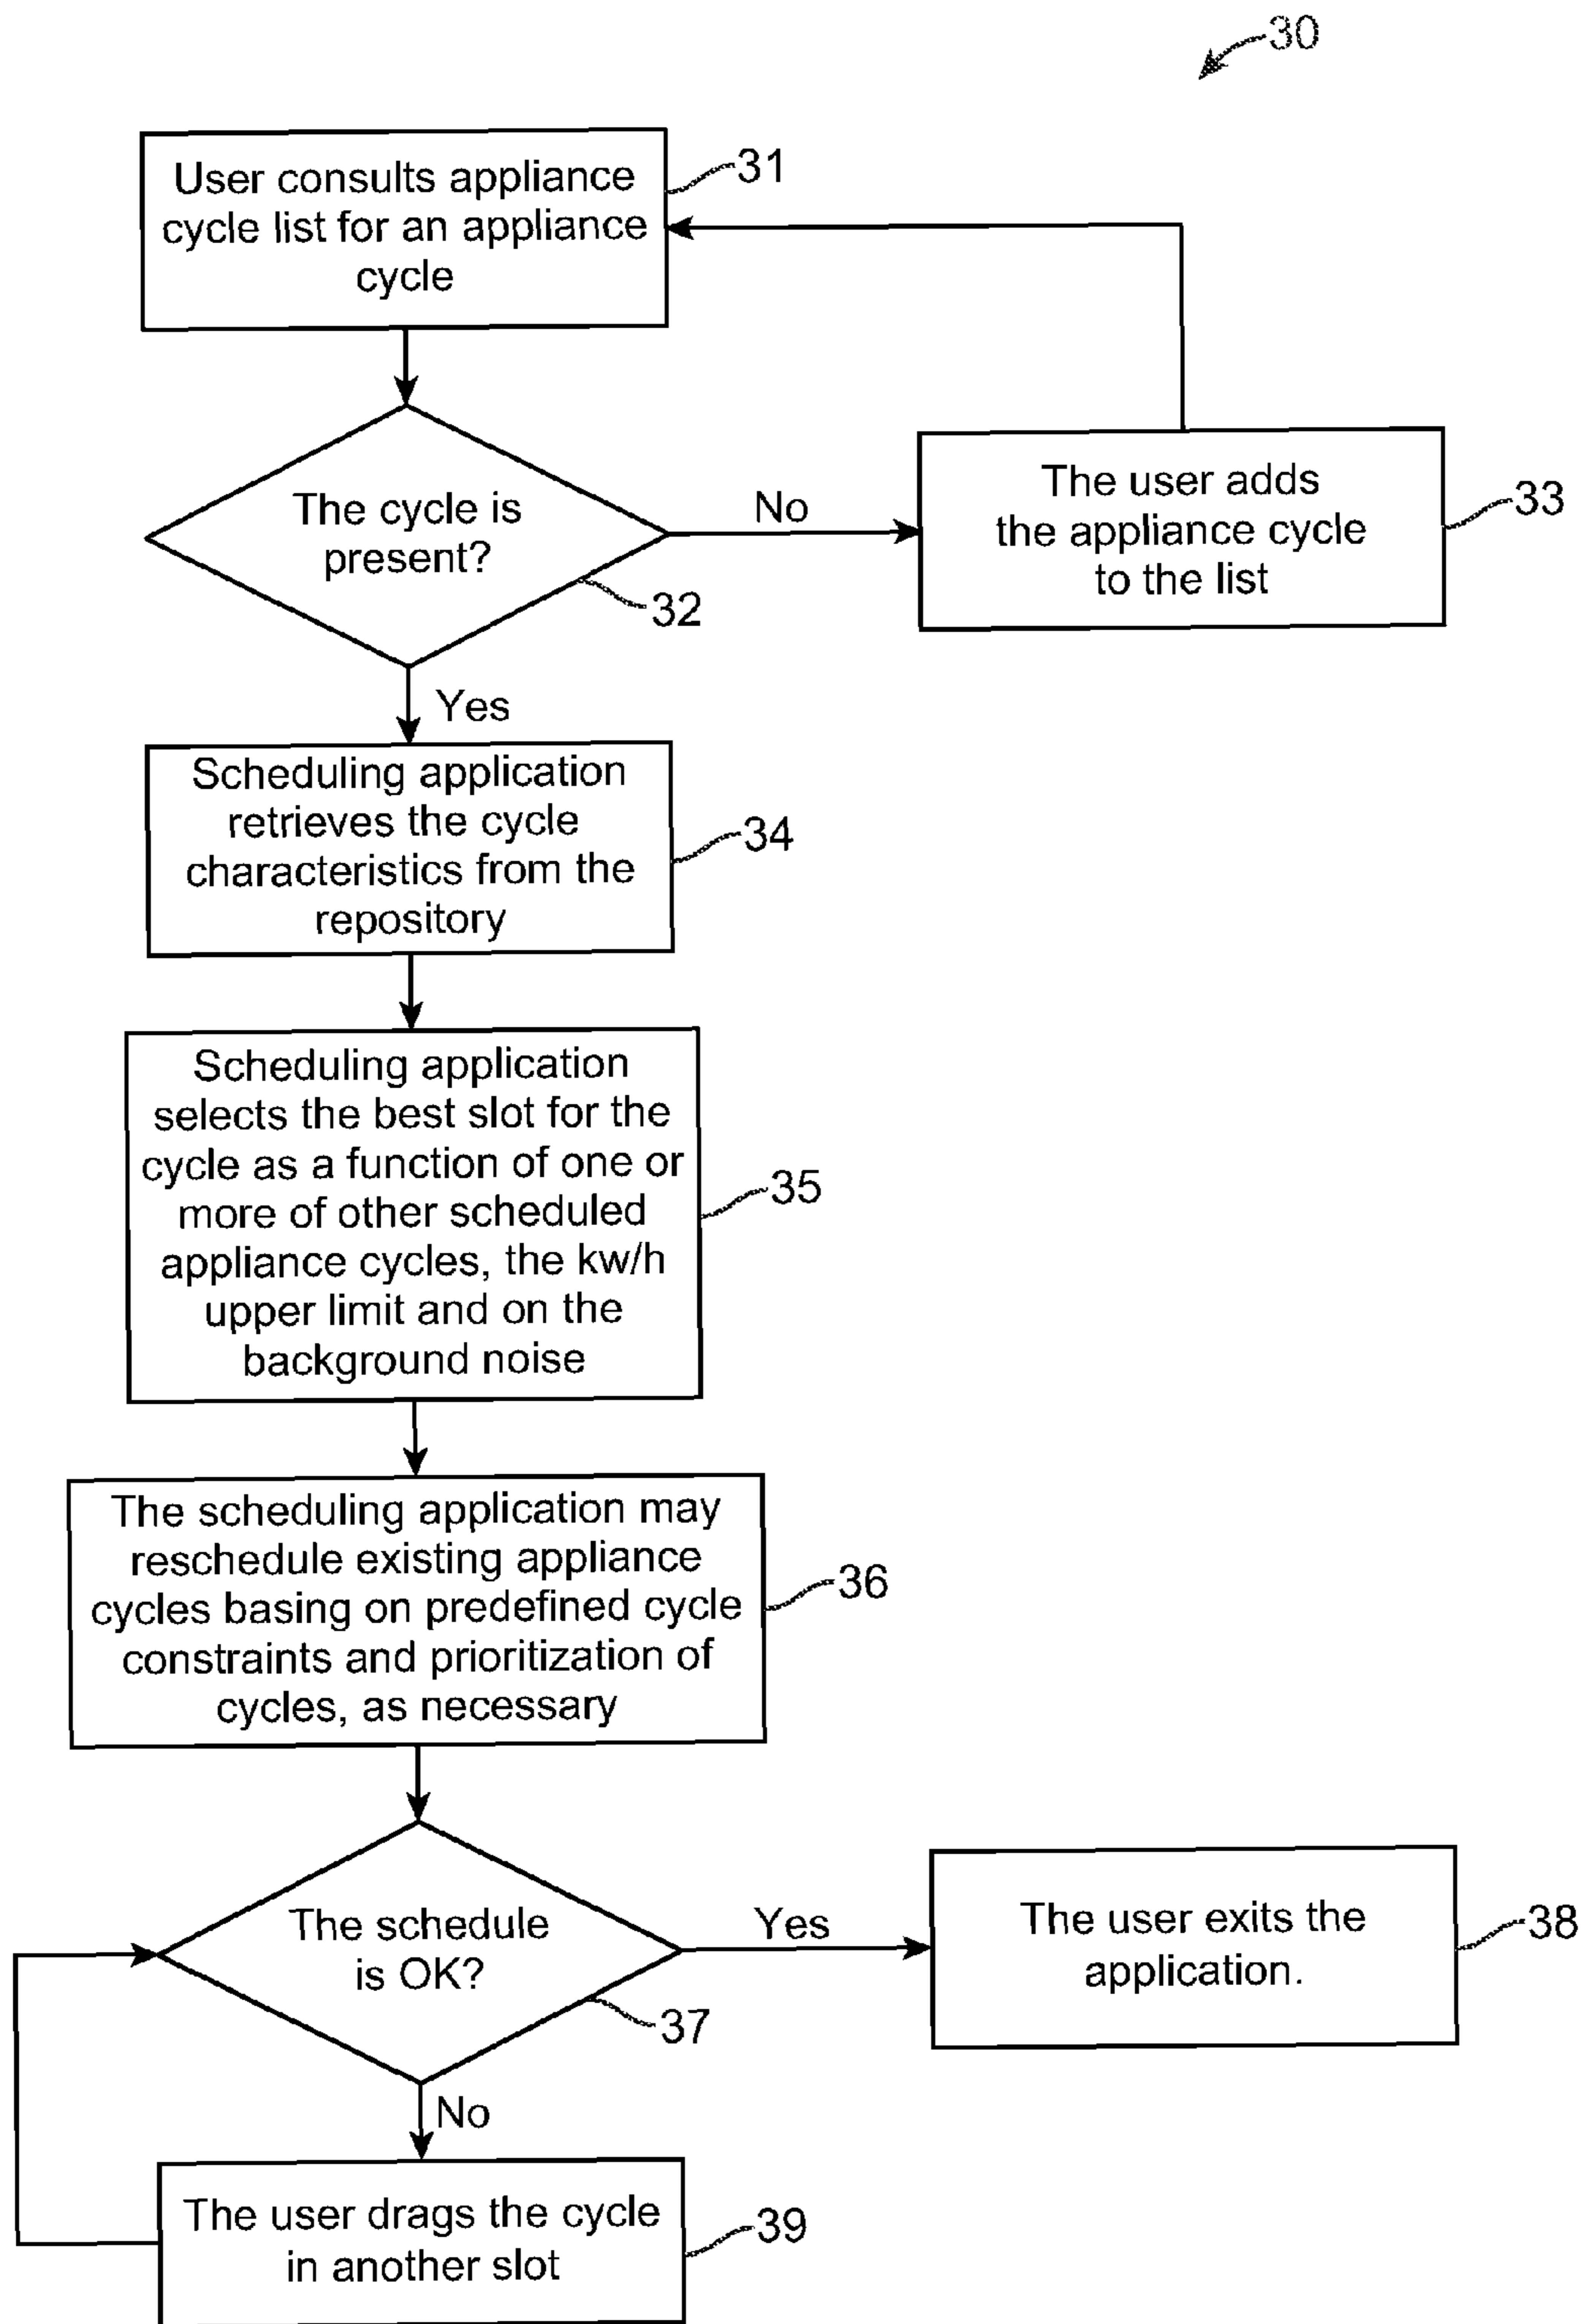 30
User consults appliance
cycle list for an appliance
cycle
31
The cycle is
present?
32
No
The user adds
the appliance cycle
to the list
33
Yes
Scheduling application
retrieves the cycle
characteristics from the
repository
34
Scheduling application
selects the best slot for the
cycle as a function of one or
more of other scheduled
appliance cycles, the kw/h
upper limit and on the
background noise
35
The scheduling application may
reschedule existing appliance
cycles basing on predefined cycle
constraints and prioritization of
cycles, as necessary
36
The schedule
is OK?
37
Yes
The user exits the
application.
38
No
The user drags the cycle
in another slot
39